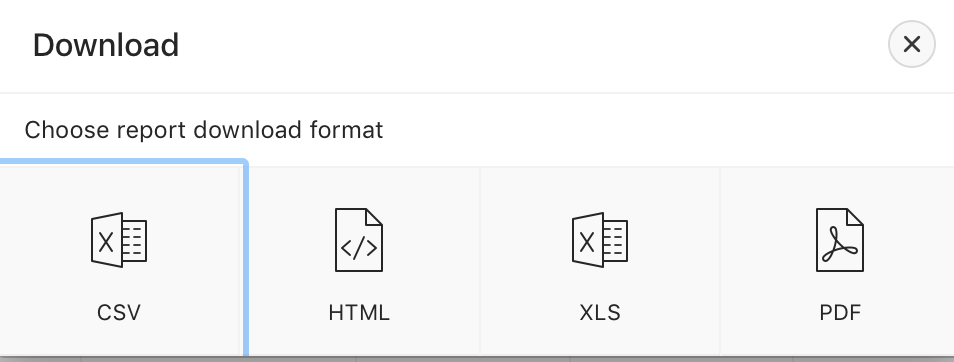 Download
Choose report download format
CSV HTML XLS PDF